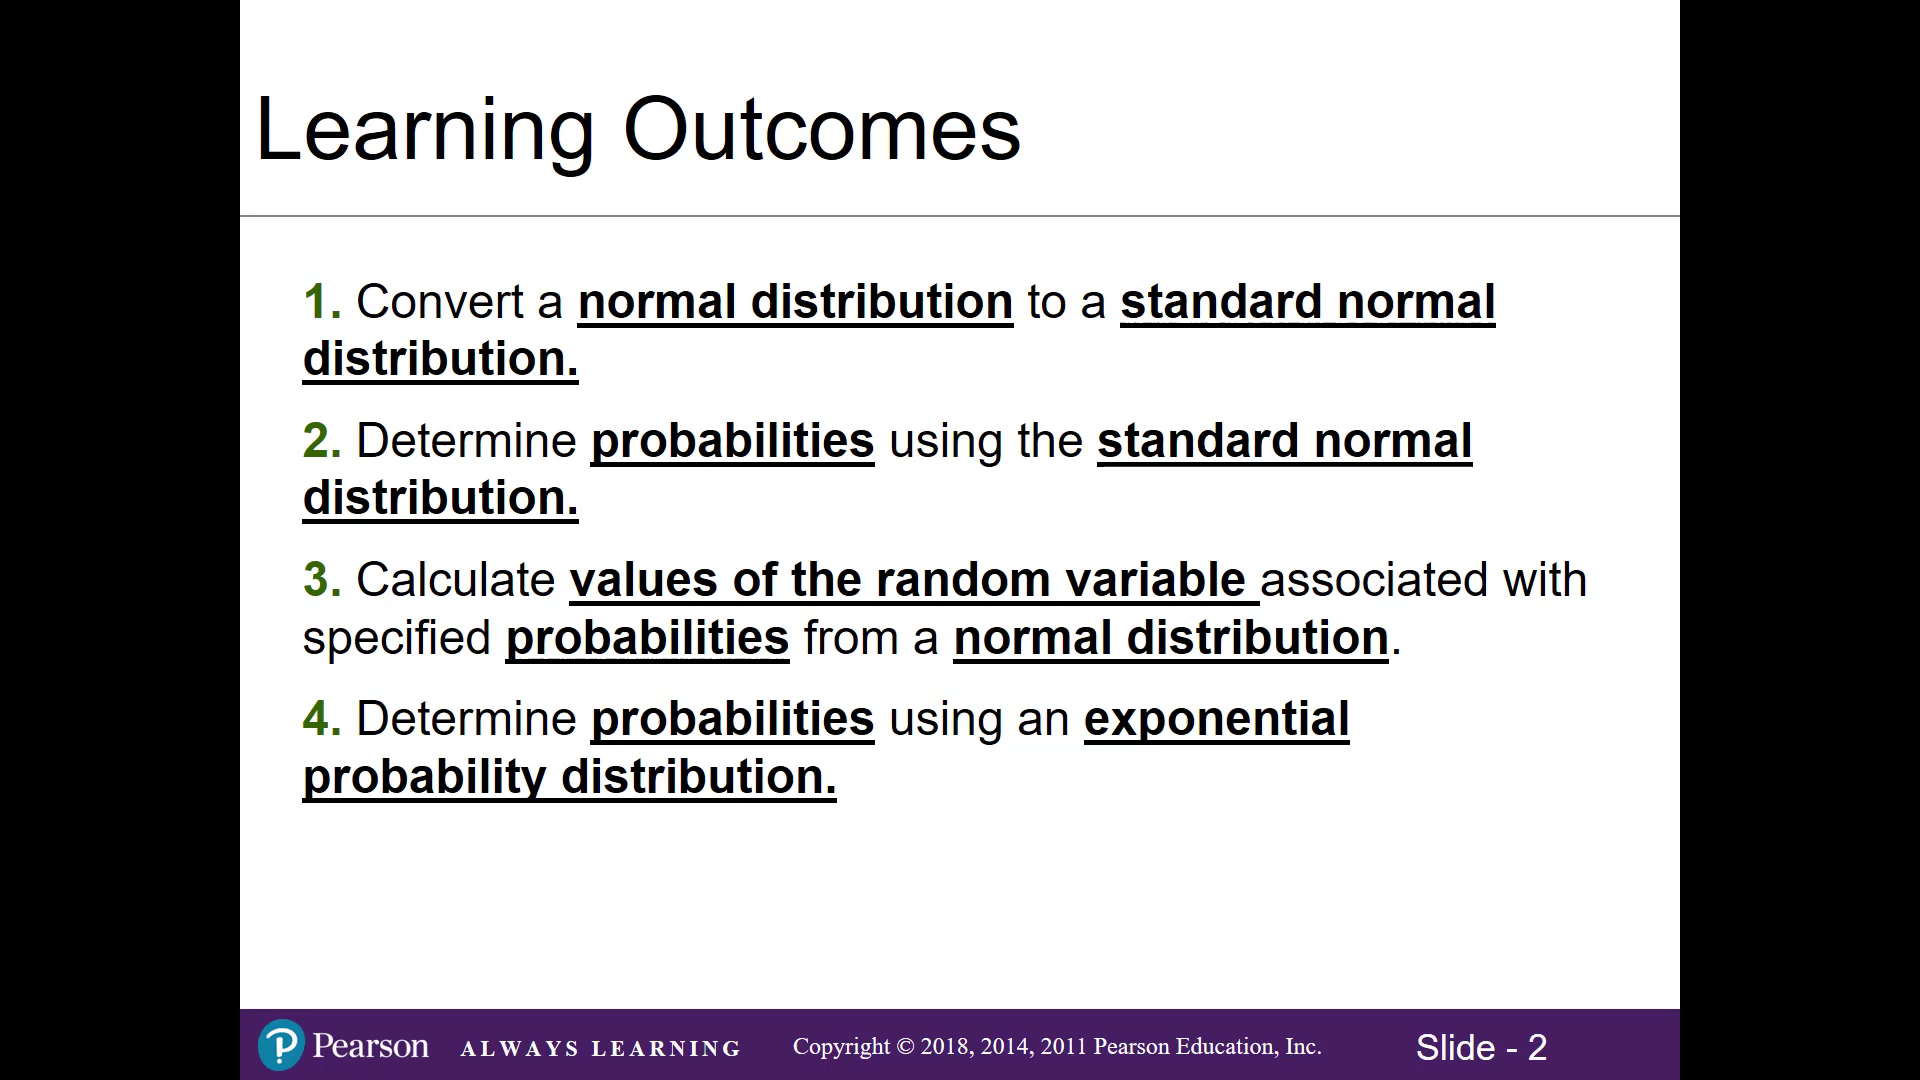 Learning Outcomes
1. Convert a normal distribution to a standard normal
distribution.
2. Determine probabilities using the standard normal
distribution.
3. Calculate values of the random variable associated with
specified probabilities from a normal distribution.
4. Determine probabilities using an exponential
probability distribution.
Pearson ALWAYS LEARNING Copyright © 2018, 2014, 2011 Pearson Education, Inc. Slide - 2